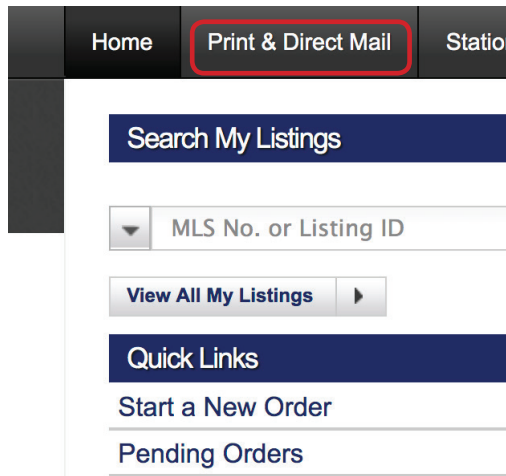 Home Print & Direct Mail
Search My Listings
MLS No. or Listing ID
View All My Listings
Quick Links
Start a New Order
Pending Orders